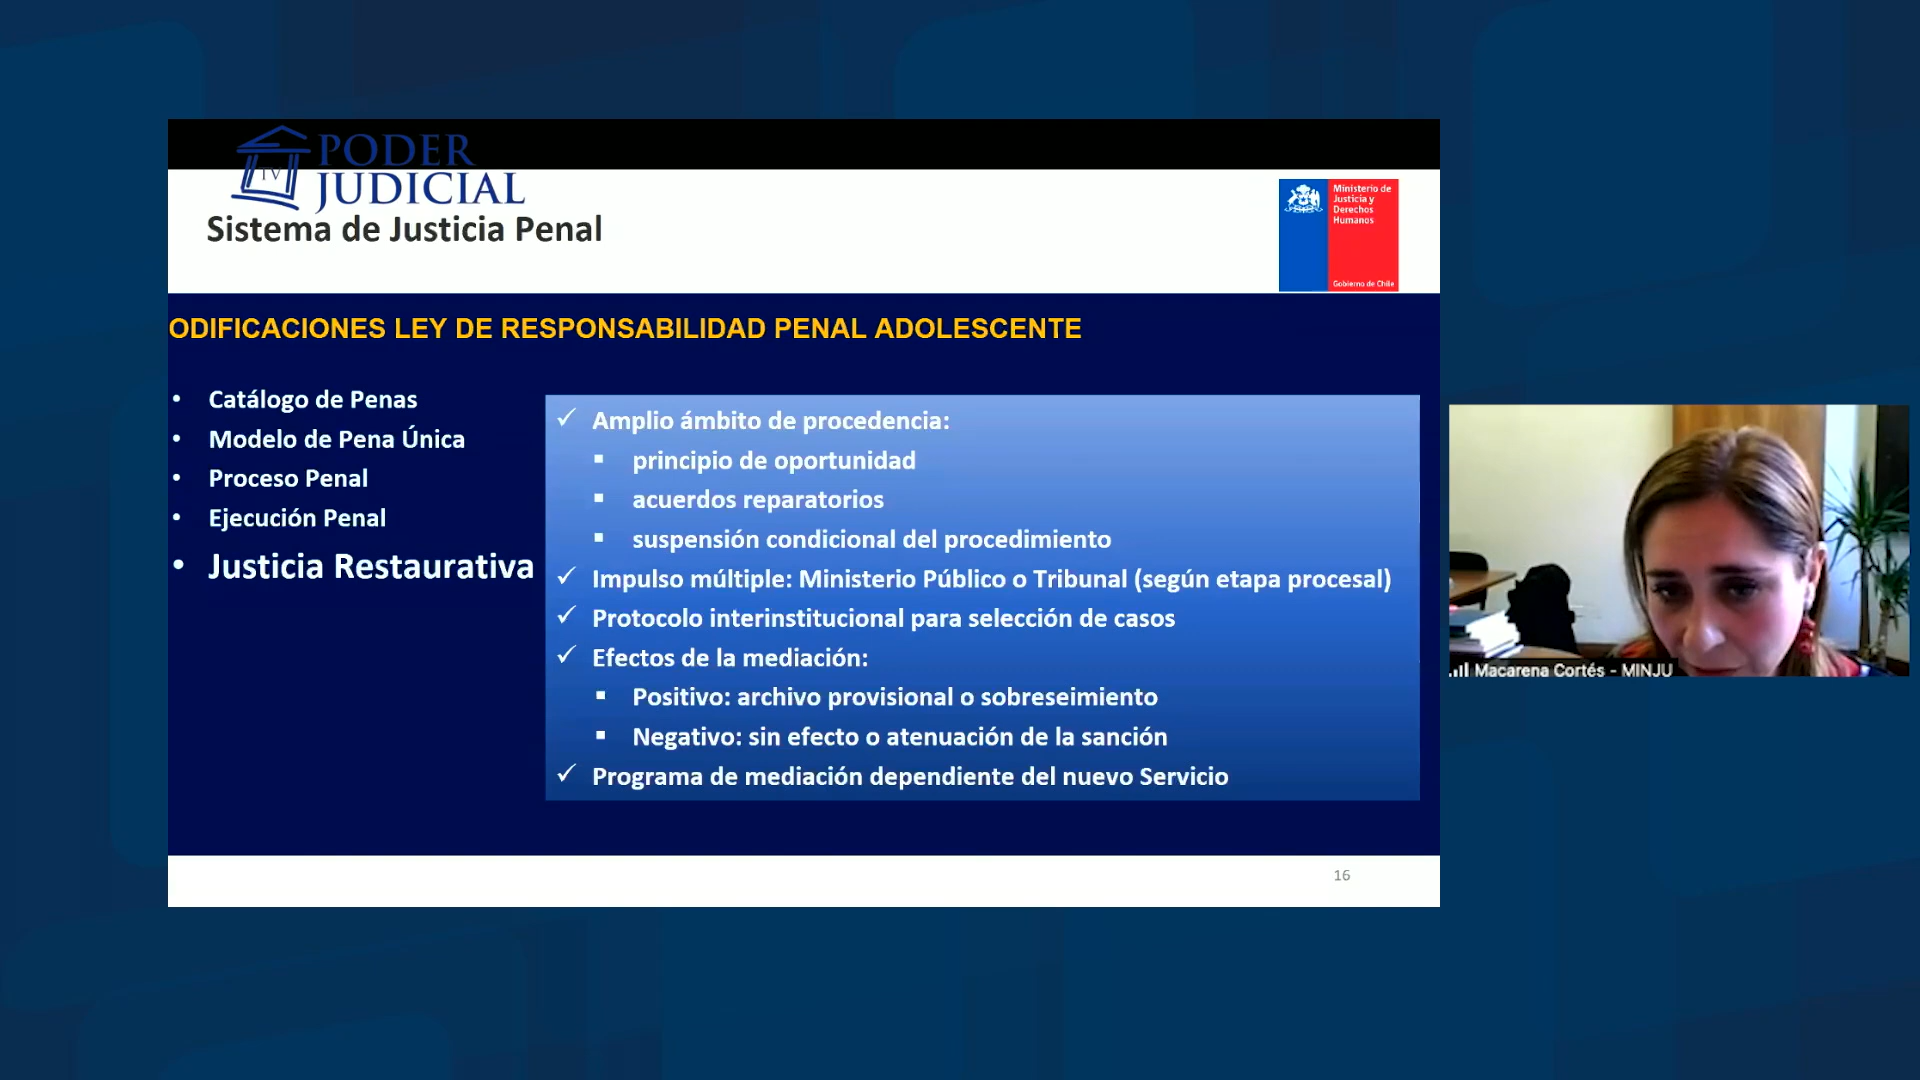 PODER
TV
JUDICIAL
Sistema de Justicia Penal
Ministerio de
Justicia y
Derechos
Humanos
Gobierno de Chile
ODIFICACIONES LEY DE RESPONSABILIDAD PENAL ADOLESCENTE
• Catálogo de Penas
• Modelo de Pena Única
• Proceso Penal
• Ejecución Penal
• Justicia Restaurativa
✓ Amplio ámbito de procedencia:
▪ principio de oportunidad
▪ acuerdos reparatorios
▪ suspensión condicional del procedimiento
✓ Impulso múltiple: Ministerio Público o Tribunal (según etapa procesal)
✓ Protocolo interinstitucional para selección de casos
✓ Efectos de la mediación:
▪ Positivo: archivo provisional o sobreseimiento
▪ Negativo: sin efecto o atenuación de la sanción
✓ Programa de mediación dependiente del nuevo Servicio
16
Macarena Cortés - MINJU